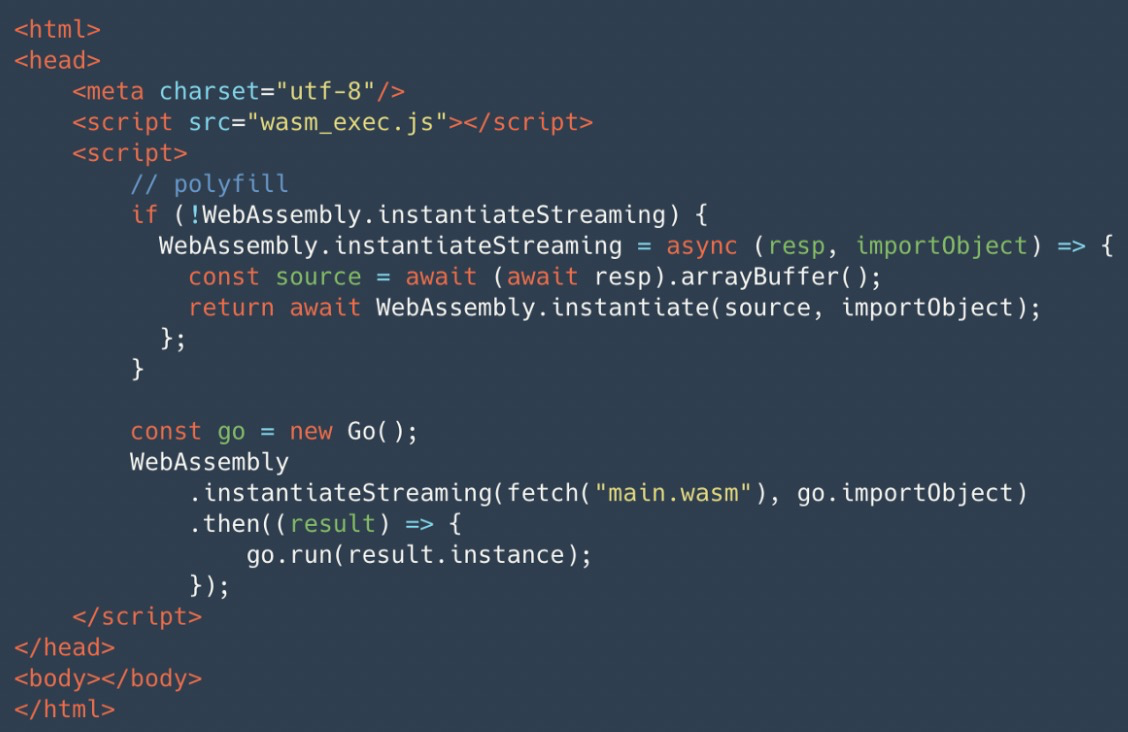 <html>
<head>
    <meta charset="utf-8"/>
    <script src="wasm_exec.js"></script>
    <script>
        // polyfill
        if (!WebAssembly.instantiateStreaming) {
          WebAssembly.instantiateStreaming = async (resp, importObject) => {
            const source = await (await resp).arrayBuffer();
            return await WebAssembly.instantiate(source, importObject);
          };
        }

        const go = new Go();
        WebAssembly
            .instantiateStreaming(fetch("main.wasm"), go.importObject)
            .then((result) => {
                go.run(result.instance);
            });
    </script>
</head>
<body></body>
</html>